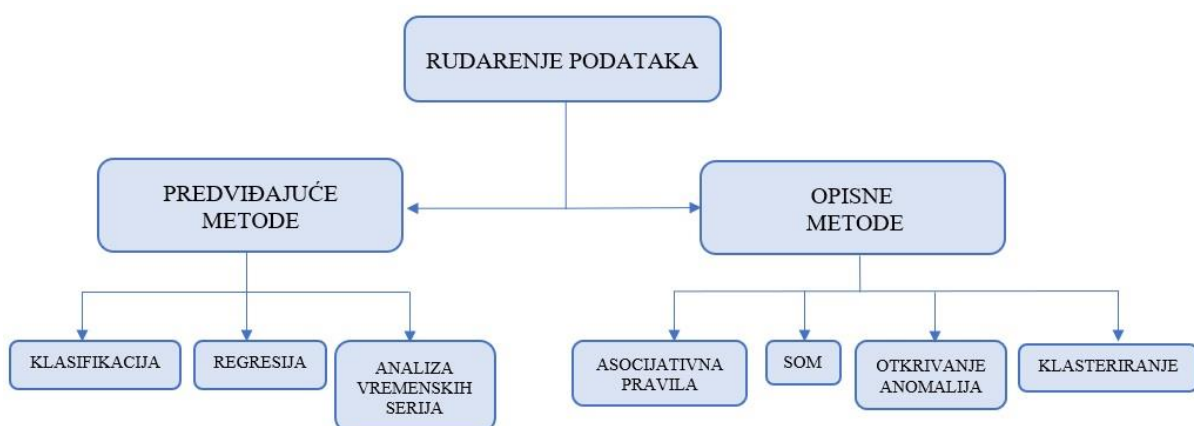 RUDARENJE PODATAKA
PREDVIĐAJUĆE
METODE
OPISNE
METODE
KLASIFIKACIJA
REGRESIJA
ANALIZA
VREMENSKIH
SERIJA
ASOCIJATIVNA
PRAVILA
SOM
OTKRIVANJE
ANOMALIJA
KLASTERIRANJE